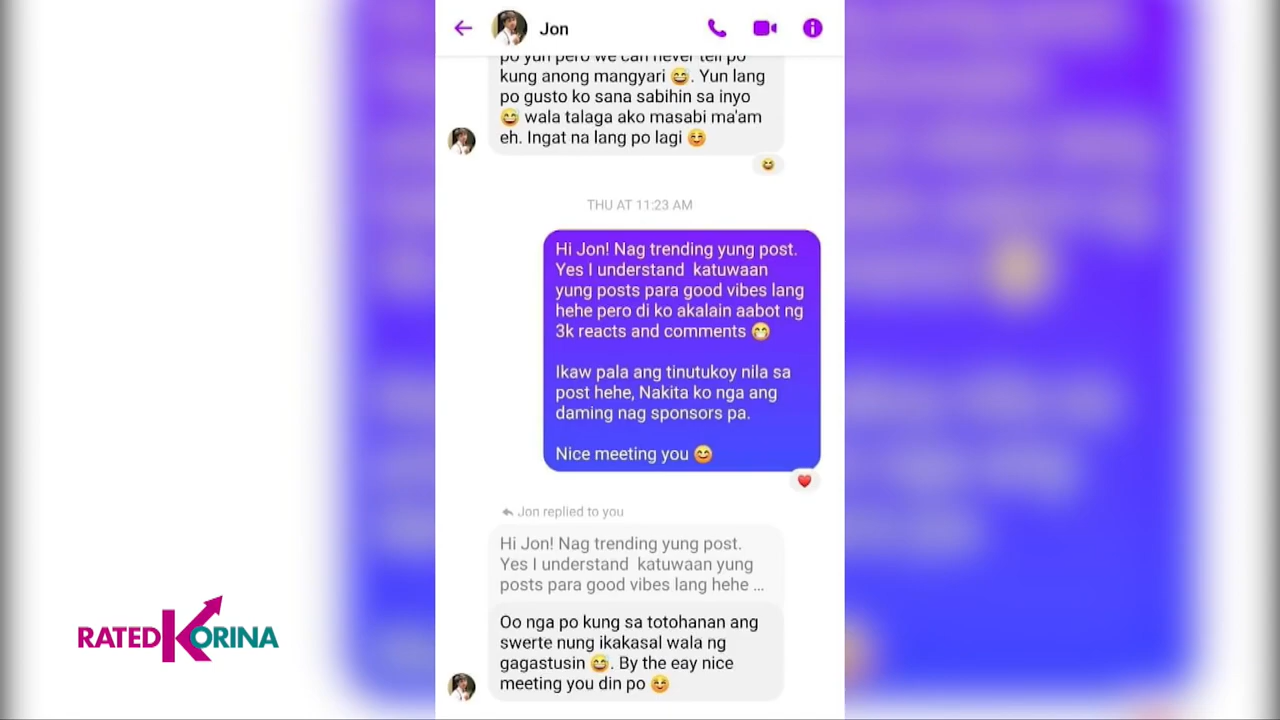 Jon
po yun pero we can never tell po
kung anong mangyari 😅. Yun lang
po gusto ko sana sabihin sa inyo
😅 wala talaga ako masabi ma'am
eh. Ingat na lang po lagi 😊
THU AT 11:23 AM
Hi Jon! Nag trending yung post.
Yes I understand  katuwaan
yung posts para good vibes lang
hehe pero di ko akalain aabot ng
3k reacts and comments 😁
Ikaw pala ang tinutukoy nila sa
post hehe, Nakita ko nga ang
daming nag sponsors pa.
Nice meeting you 😊
Jon replied to you
Hi Jon! Nag trending yung post.
Yes I understand  katuwaan yung
posts para good vibes lang hehe ...
Oo nga po kung sa totohanan ang
swerte nung ikakasal wala ng
gagastusin 😅. By the eay nice
meeting you din po 😊
RATED KORINA